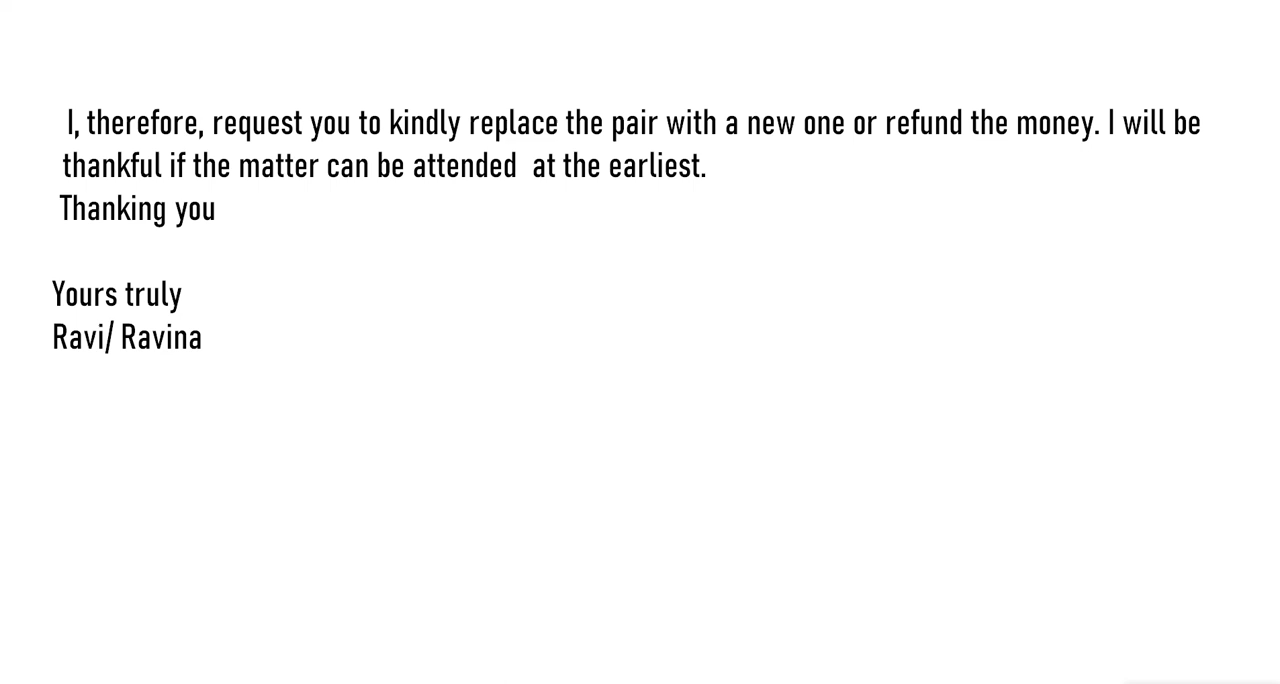 I, therefore, request you to kindly replace the pair with a new one or refund the money. I will be
thankful if the matter can be attended  at the earliest.
Thanking you
Yours truly
Ravi/ Ravina